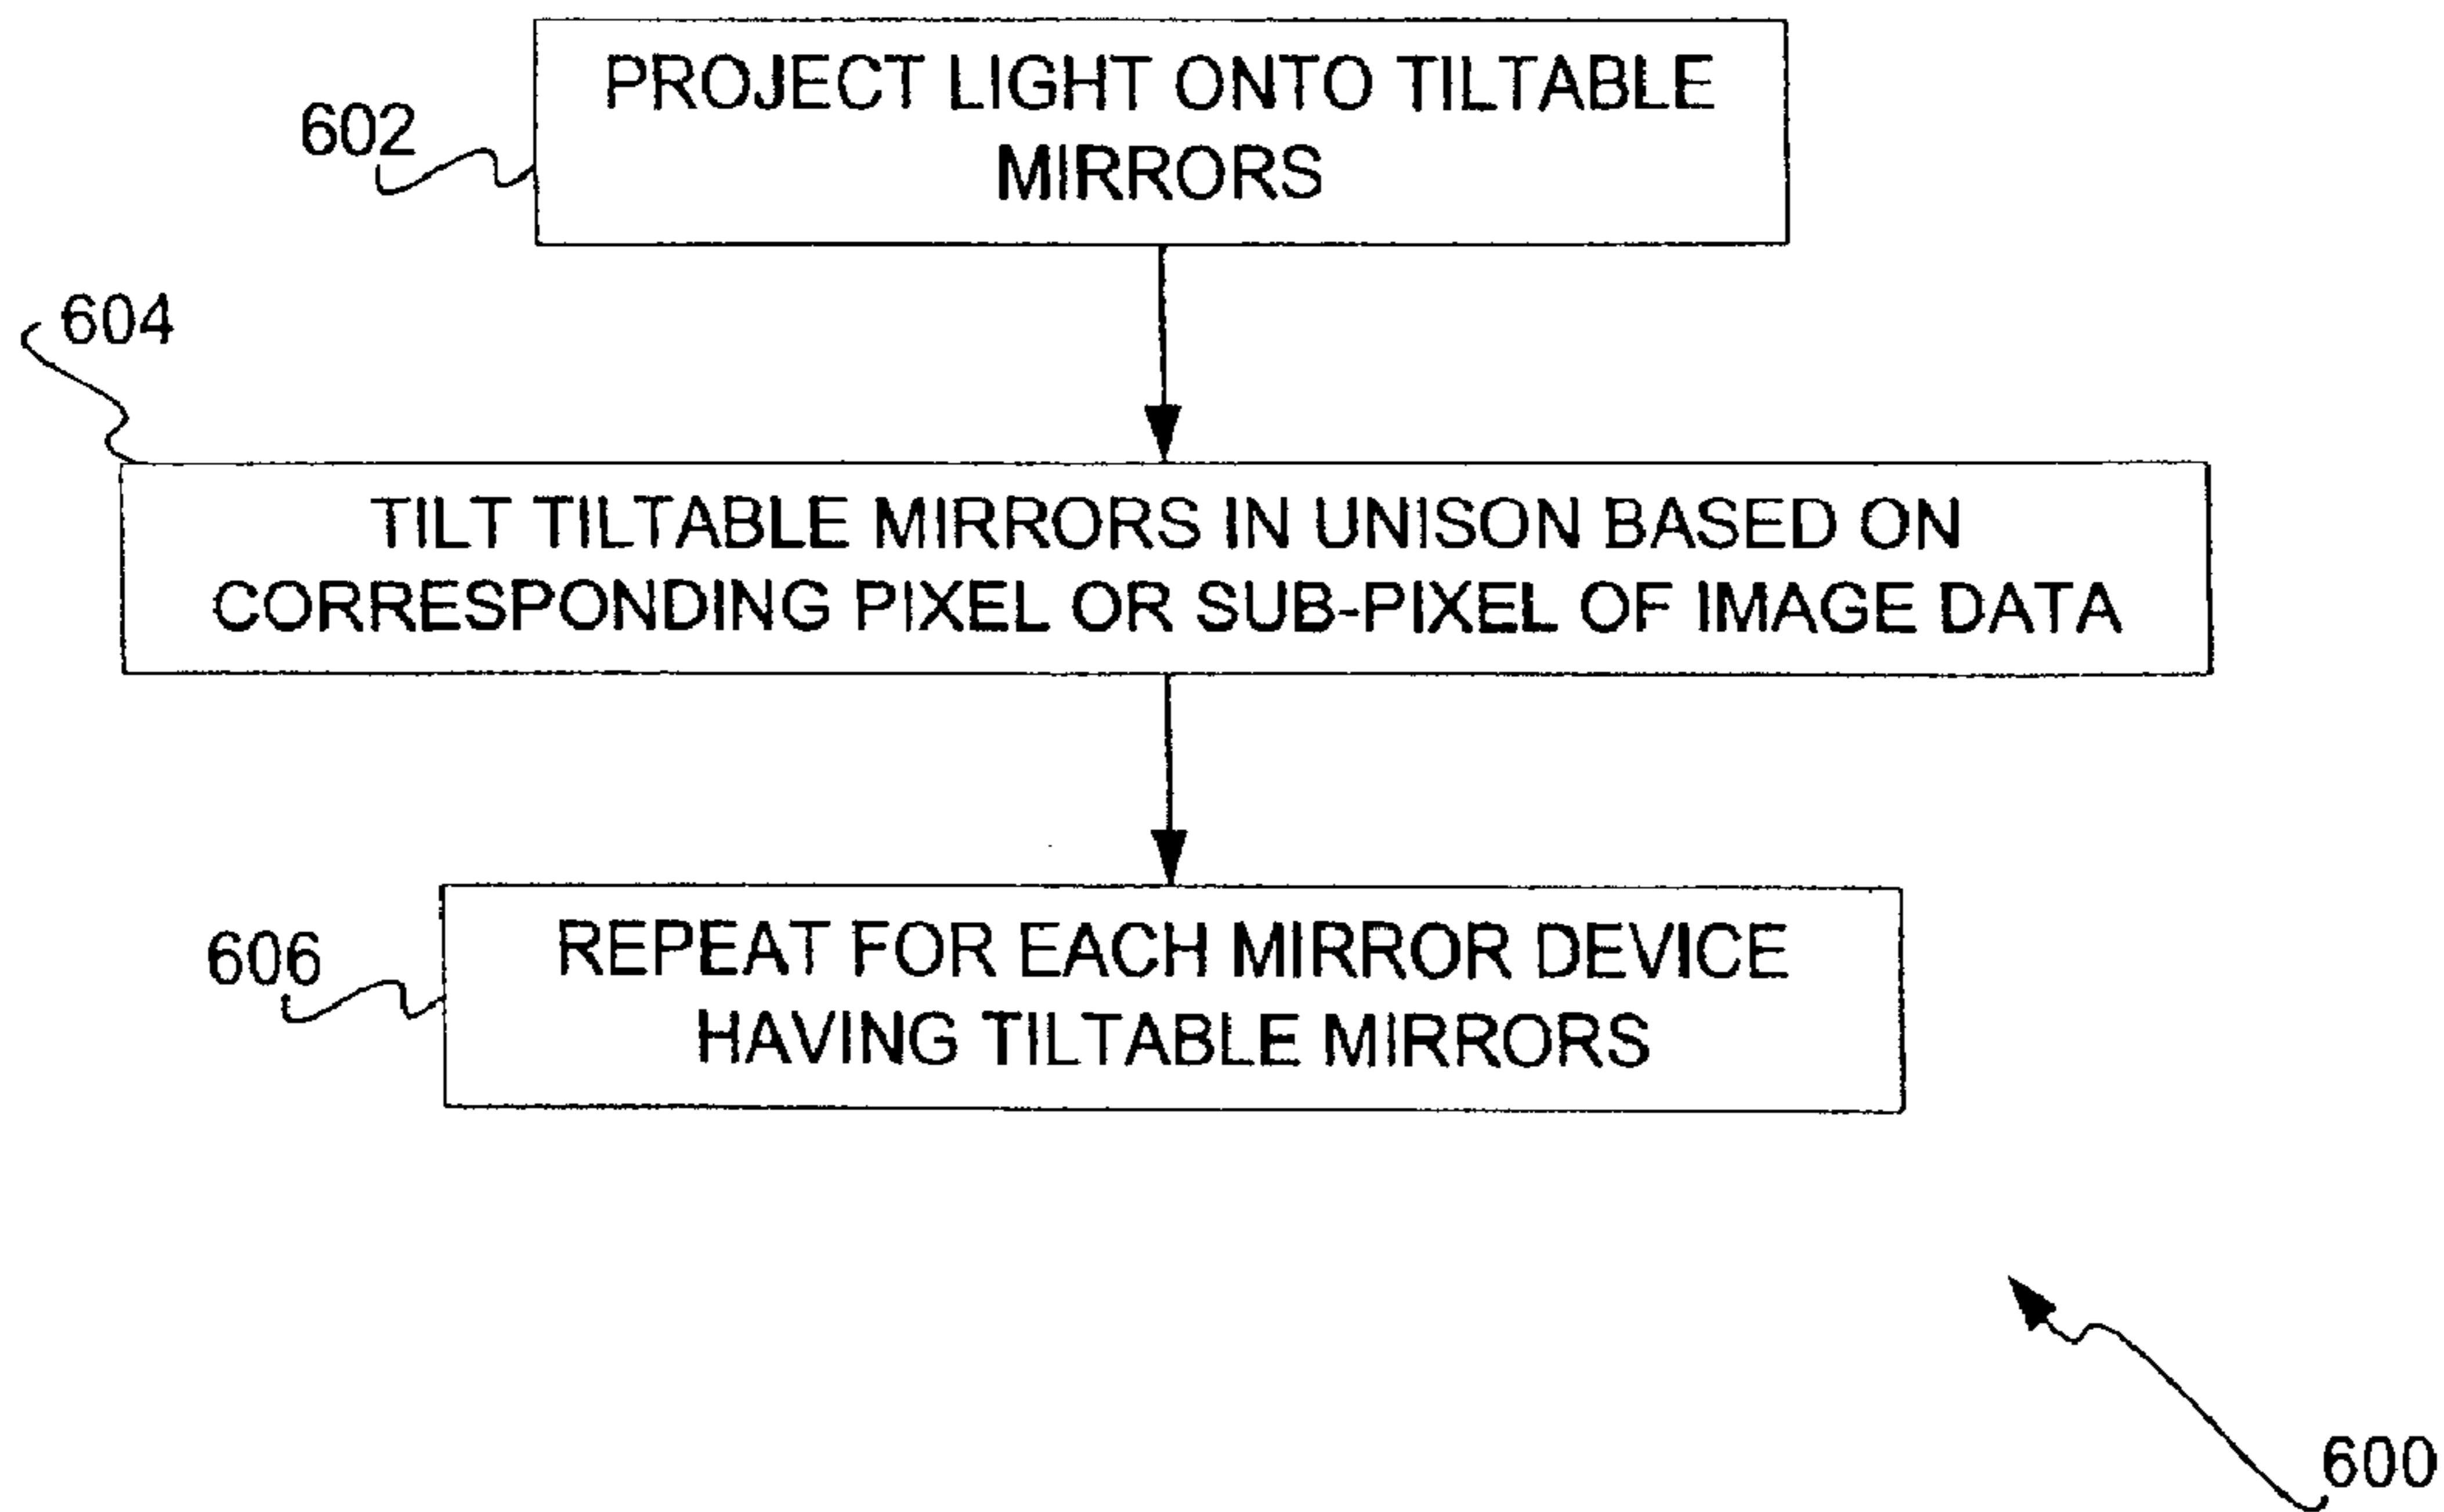 PROJECT LIGHT ONTO TILTABLE
MIRRORS
602
604
TILT TILTABLE MIRRORS IN UNISON BASED ON
CORRESPONDING PIXEL OR SUB-PIXEL OF IMAGE DATA
REPEAT FOR EACH MIRROR DEVICE
HAVING TILTABLE MIRRORS
606
600